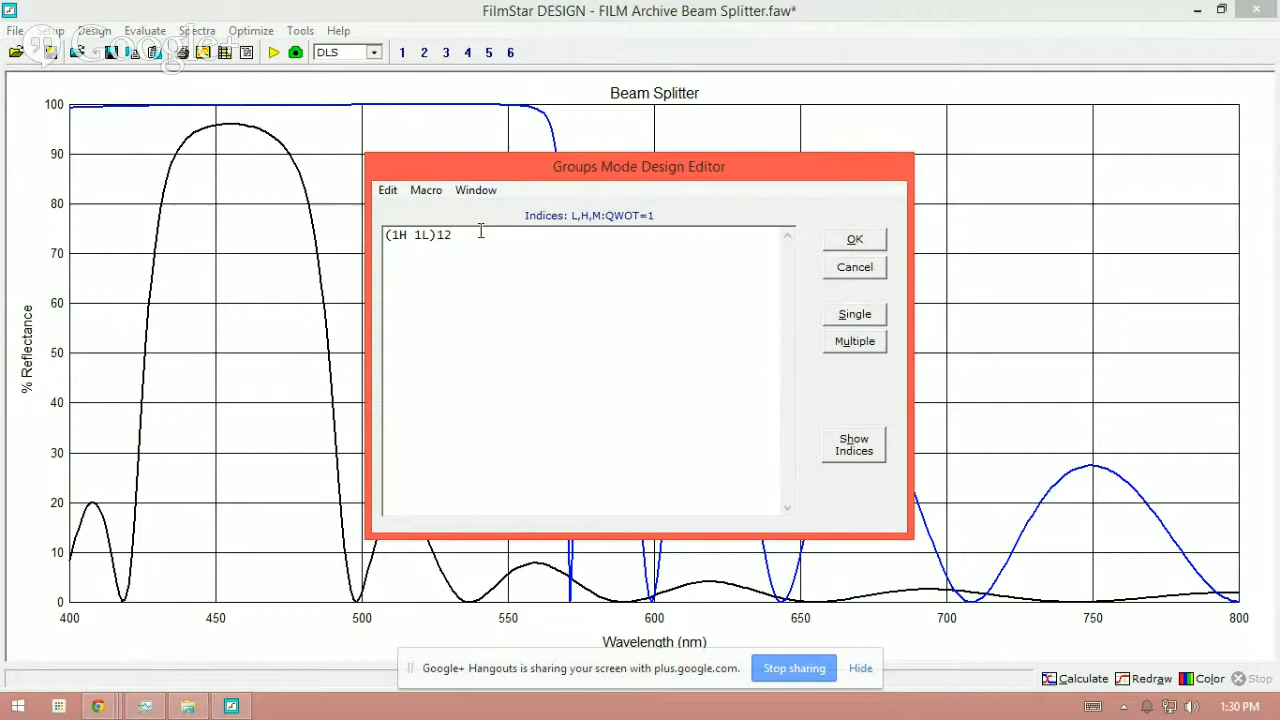 FilmStar DESIGN - FILM Archive Beam Splitter.faw*
File Setup Design Evaluate Spectra Optimize Tools Help
Google+
DLS 1 2 3 4 5 6
Beam Splitter
100
90
80
70
60
50
40
30
20
10
0
% Reflectance
400 450 500 550 600 650 700 750 800
Wavelength (nm)
Groups Mode Design Editor
Edit Macro Window
Indices: L,H,M:QWOT=1
(1H 1L)12
OK
Cancel
Single
Multiple
Show
Indices
Google+ Hangouts is sharing your screen with plus.google.com. Stop sharing Hide
Calculate Redraw Color Stop
1:30 PM